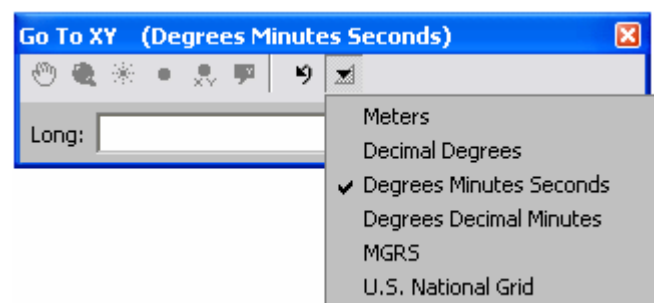 Go To XY (Degrees Minutes Seconds)
Long:
Meters
Decimal Degrees
Degrees Minutes Seconds
Degrees Decimal Minutes
MGRS
U.S. National Grid